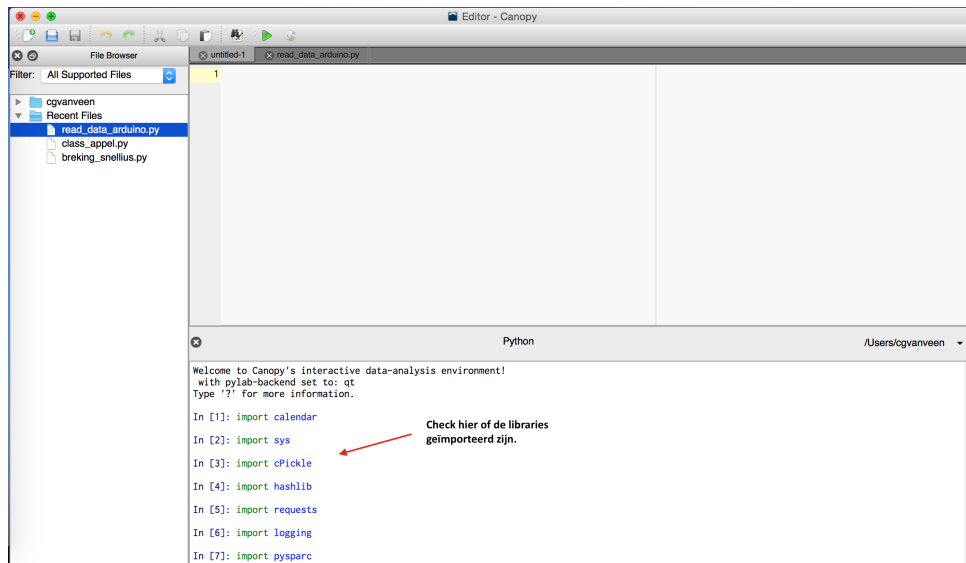 Editor - Canopy
File Browser
untitled-1
read_data_arduino.py
Filter: All Supported Files
1
cgvanveen
Recent Files
read_data_arduino.py
class_appel.py
breking_snellius.py
Python
/Users/cgvanveen
Welcome to Canopy's interactive data-analysis environment!
with pylab-backend set to: qt
Type '?' for more information.
In [1]: import calendar
In [2]: import sys
In [3]: import cPickle
In [4]: import hashlib
In [5]: import requests
In [6]: import logging
In [7]: import pysparc
Check hier of de libraries
geïmporteerd zijn.